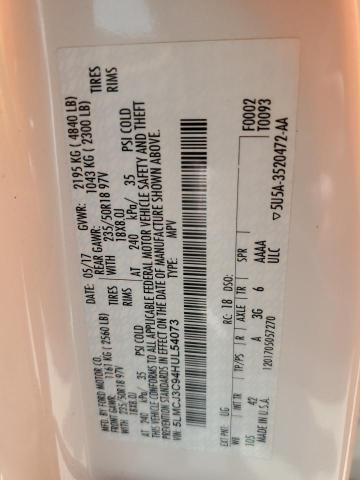 MFD. BY FORD MOTOR CO.
DATE: 05/17 GVWR: 2195 KG ( 4840 LB)
FRONT GAWR: 1161 KG (2560 LB) REAR GAWR: 1043 KG ( 2300 LB)
235/50R18 97V TIRES WITH 235/50R18 97V TIRES
18X8.0J RIMS 18X8.0J RIMS
AT 240 kPa/ 35 PSI COLD AT 240 kPa/ 35 PSI COLD
THIS VEHICLE CONFORMS TO ALL APPLICABLE FEDERAL MOTOR VEHICLE SAFETY AND THEFT
PREVENTION STANDARDS IN EFFECT ON THE DATE OF MANUFACTURE SHOWN ABOVE.
VIN: 5LMCJ3C94HUL54073 TYPE: MPV
F0002
T0093
EXT PNT: UG RC: 18 DSO:
WB INT TR TP/PS R AXLE TR SPR
42 A 3G 6 AAAA
ULC
MADE IN U.S.A. 1201705057270
▽5U5A-3520472-AA